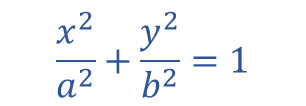 x²/a² + y²/b² = 1